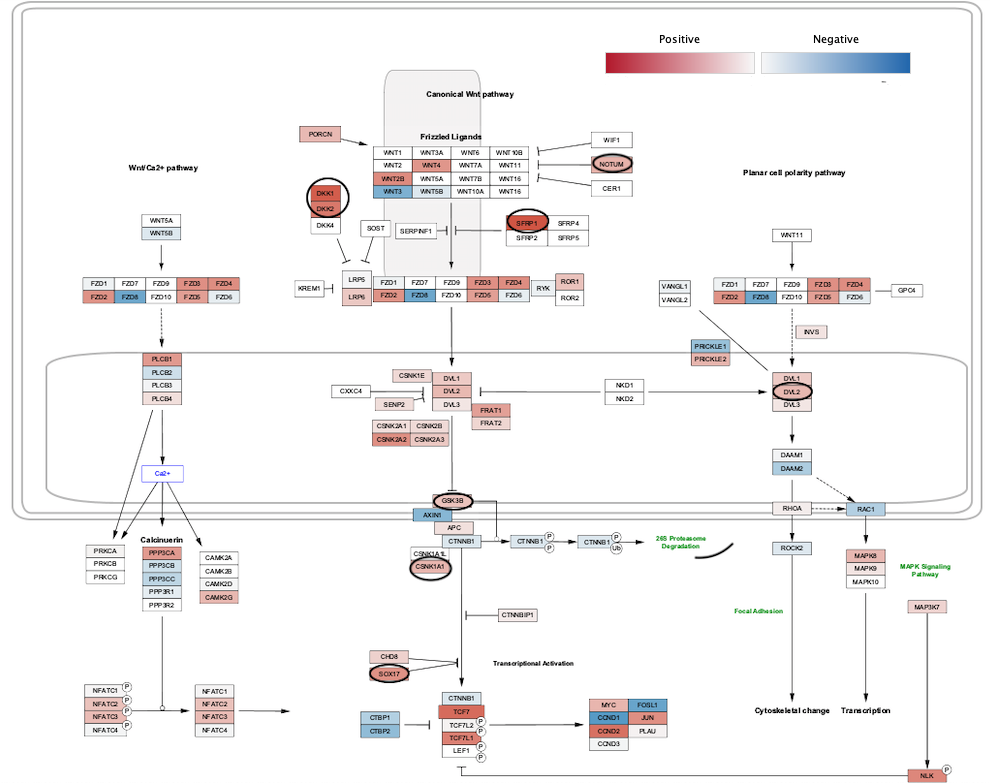 Positive
Negative
Canonical Wnt pathway
PORCN
Frizzled Ligands
WNT1 WNT3A WNT6 WNT10B
WNT2 WNT4 WNT7A WNT11
WNT2B WNT5A WNT7B WNT16
WNT3 WNT5B WNT10A WNT16
WIF1
NOTUM
CER1
Wnt/Ca2+ pathway
Planar cell polarity pathway
DKK1
DKK2
DKK4
SOST
SERPINF1
SFRP1 SFRP4
SFRP2 SFRP5
WNT5A
WNT5B
WNT11
FZD1 FZD7 FZD9 FZD3 FZD4
FZD2 FZD8 FZD10 FZD5 FZD6
KREM1
LRP5
LRP6
FZD1 FZD7 FZD9 FZD3 FZD4
FZD2 FZD8 FZD10 FZD5 FZD6
RYK
ROR1
ROR2
VANGL1
VANGL2
FZD1 FZD7 FZD9 FZD3 FZD4
FZD2 FZD8 FZD10 FZD5 FZD6
GPC4
INVS
PRICKLE1
PRICKLE2
PLCB1
PLCB2
PLCB3
PLCB4
CSNK1E
CXXC4
SENP2
DVL1
DVL2
DVL3
FRAT1
FRAT2
NKD1
NKD2
DVL1
DVL2
DVL3
CSNK2A1 CSNK2B
CSNK2A2 CSNK2A3
DAAM1
DAAM2
Ca2+
GSK3B
AXIN1
APC
CTNNB1
CSNK1A1L
CSNK1A1
CTNNB1 P P
CTNNB1 P Ub
26S Proteasome
Degradation
RHOA
RAC1
ROCK2
Calcinuerin
PRKCA
PRKCB
PRKCG
PPP3CA
PPP3CB
PPP3CC
PPP3R1
PPP3R2
CAMK2A
CAMK2B
CAMK2D
CAMK2G
MAPK8
MAPK9
MAPK10
MAPK Signaling
Pathway
MAP3K7
CTNNBIP1
Focal Adhesion
CHD8
SOX17
Transcriptional Activation
NFATC1 P
NFATC2 P
NFATC3 P
NFATC4 P
NFATC1
NFATC2
NFATC3
NFATC4
CTBP1
CTBP2
CTNNB1
TCF7
TCF7L2 P
TCF7L1 P
LEF1 P
MYC FOSL1
CCND1 JUN
CCND2 PLAU
CCND3
Cytoskeletal change
Transcription
NLK P